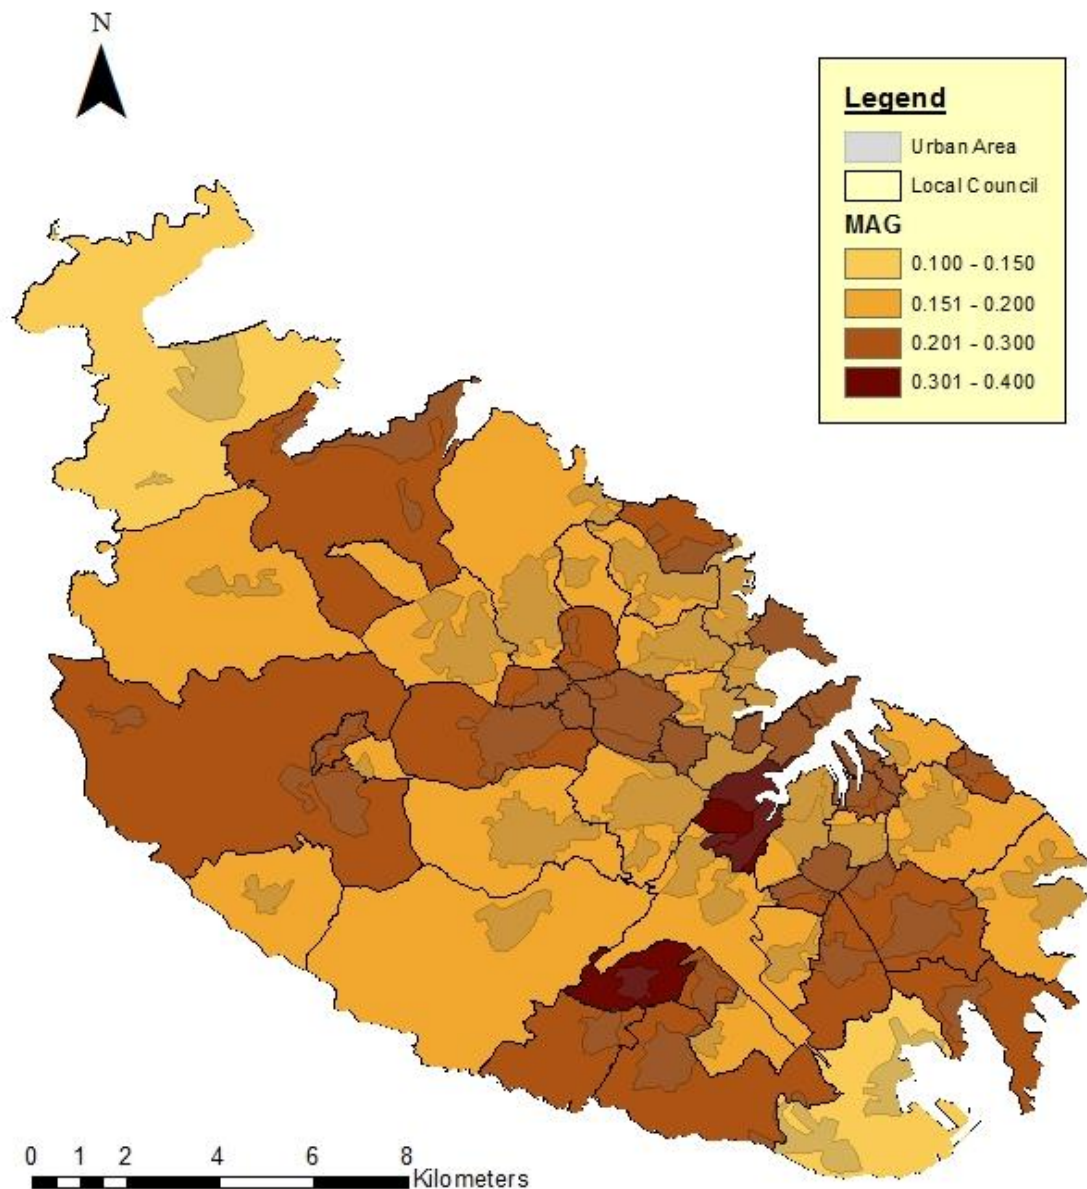 N
Legend
Urban Area
Local Council
MAG
0.100 - 0.150
0.151 - 0.200
0.201 - 0.300
0.301 - 0.400
0 1 2 4 6 8
Kilometers